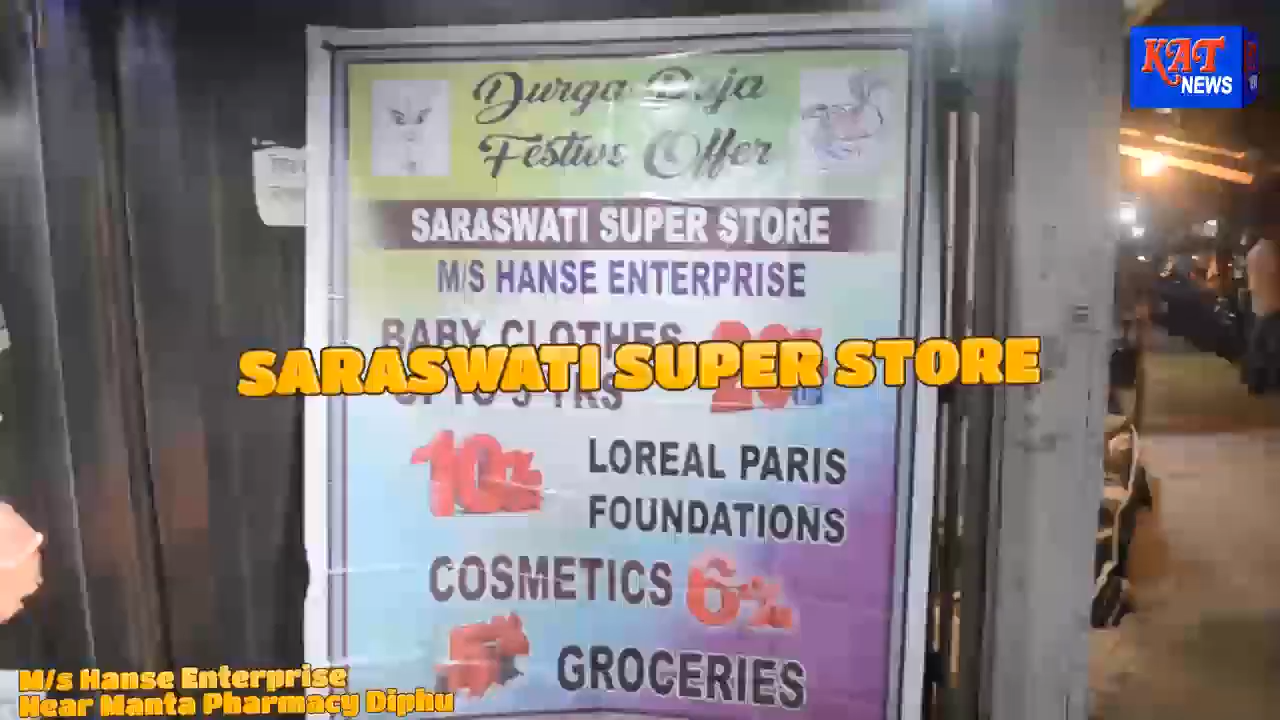 KAT
NEWS
Durga Puja
Festive Offer
SARASWATI SUPER STORE
M/S HANSE ENTERPRISE
BABY CLOTHES
SARASWATI SUPER STORE
10%
LOREAL PARIS
FOUNDATIONS
COSMETICS 6%
GROCERIES
M/s Hanse Enterprise
Near Manta Pharmacy Diphu